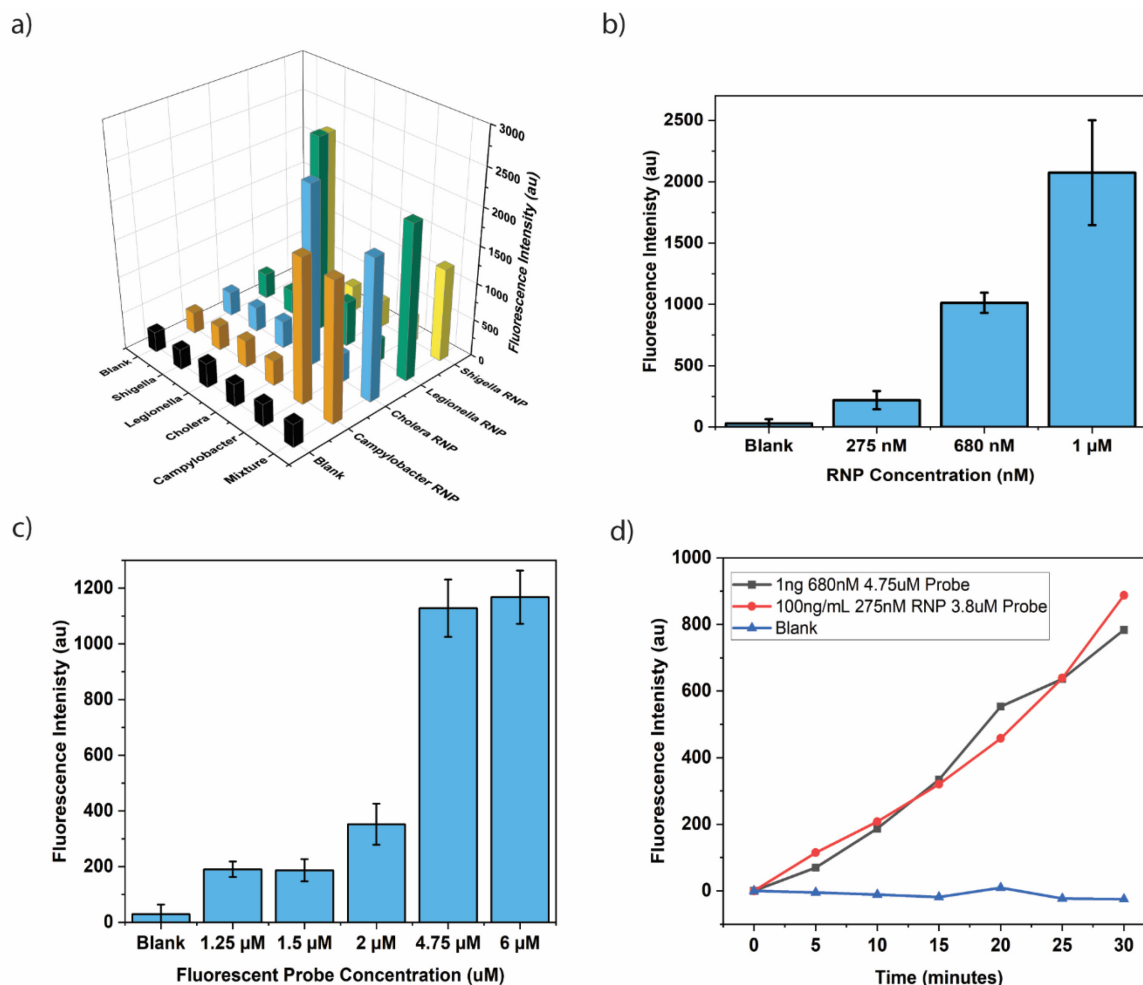 a)
3000
2500
2000
1500
1000
500
0
Fluorescence Intensity (au)
Blank
Shigella
Legionella
Cholera
Campylobacter
Mixture
Blank
Campylobacter RNP
Cholera RNP
Legionella RNP
Shigella RNP
b)
2500
2000
1500
1000
500
0
Fluorescence Intenisty (au)
Blank
275 nM
680 nM
1 µM
RNP Concentration (nM)
c)
1200
1000
800
600
400
200
0
Fluorescence Intenisty (au)
Blank
1.25 µM
1.5 µM
2 µM
4.75 µM
6 µM
Fluorescent Probe Concentration (uM)
d)
1000
800
600
400
200
0
Fluorescence Intenisty (au)
1ng 680nM 4.75uM Probe
100ng/mL 275nM RNP 3.8uM Probe
Blank
0
5
10
15
20
25
30
Time (minutes)